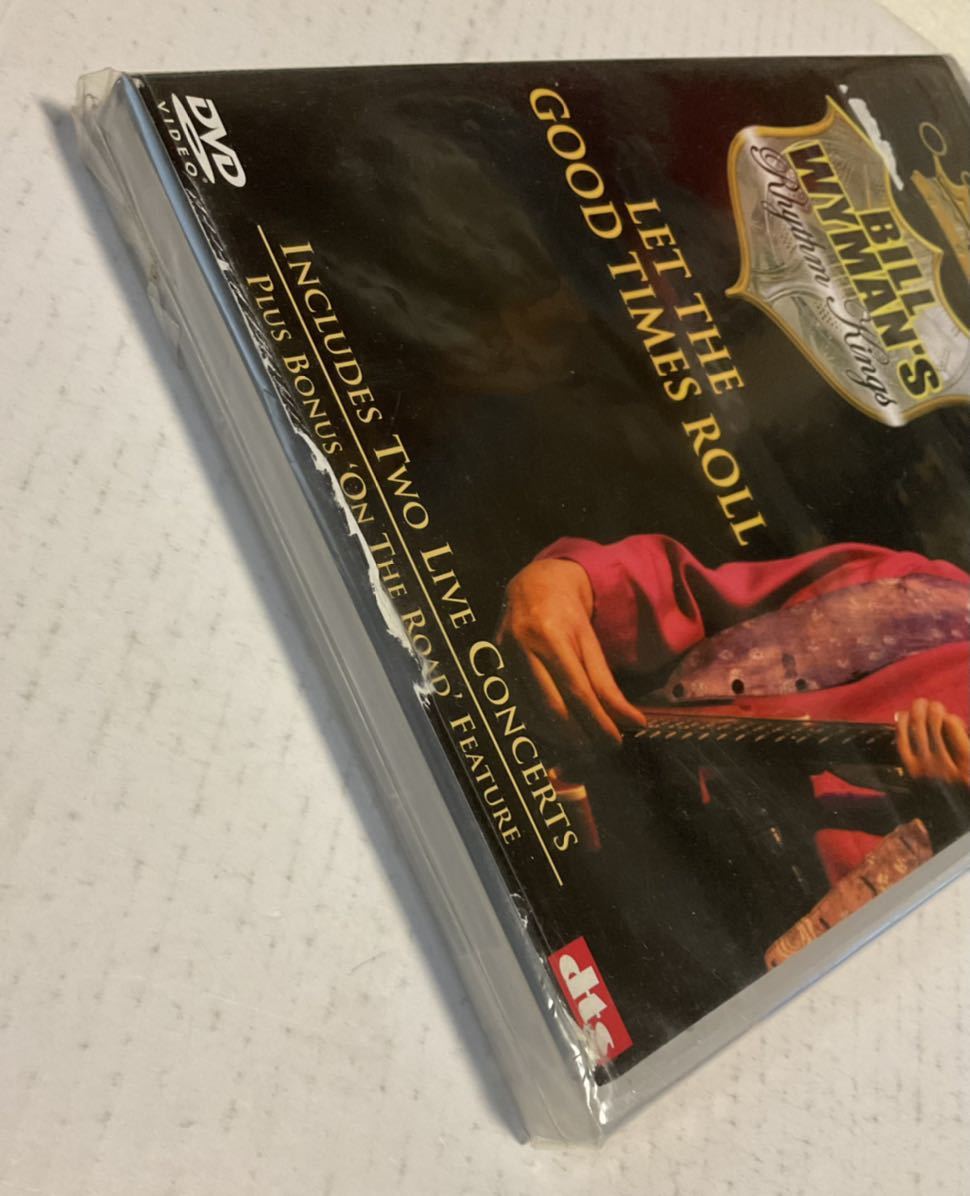 BILL
WYMAN'S
Rhythm Kings
LET THE
GOOD TIMES ROLL
INCLUDES TWO LIVE CONCERTS
PLUS BONUS 'ON THE ROAD' FEATURE
DVD
VIDEO
stp